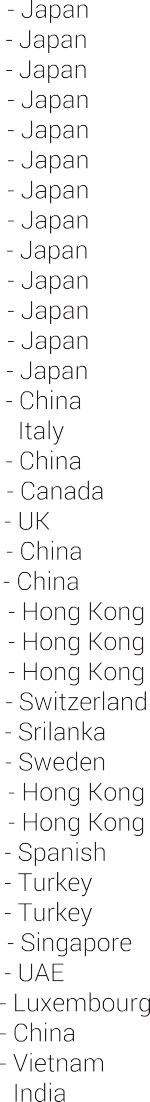 - Japan
- Japan
- Japan
- Japan
- Japan
- Japan
- Japan
- Japan
- Japan
- Japan
- Japan
- Japan
- Japan
- China
Italy
- China
- Canada
- UK
- China
- China
- Hong Kong
- Hong Kong
- Hong Kong
- Switzerland
- Srilanka
- Sweden
- Hong Kong
- Hong Kong
- Spanish
- Turkey
- Turkey
- Singapore
- UAE
- Luxembourg
- China
- Vietnam
India